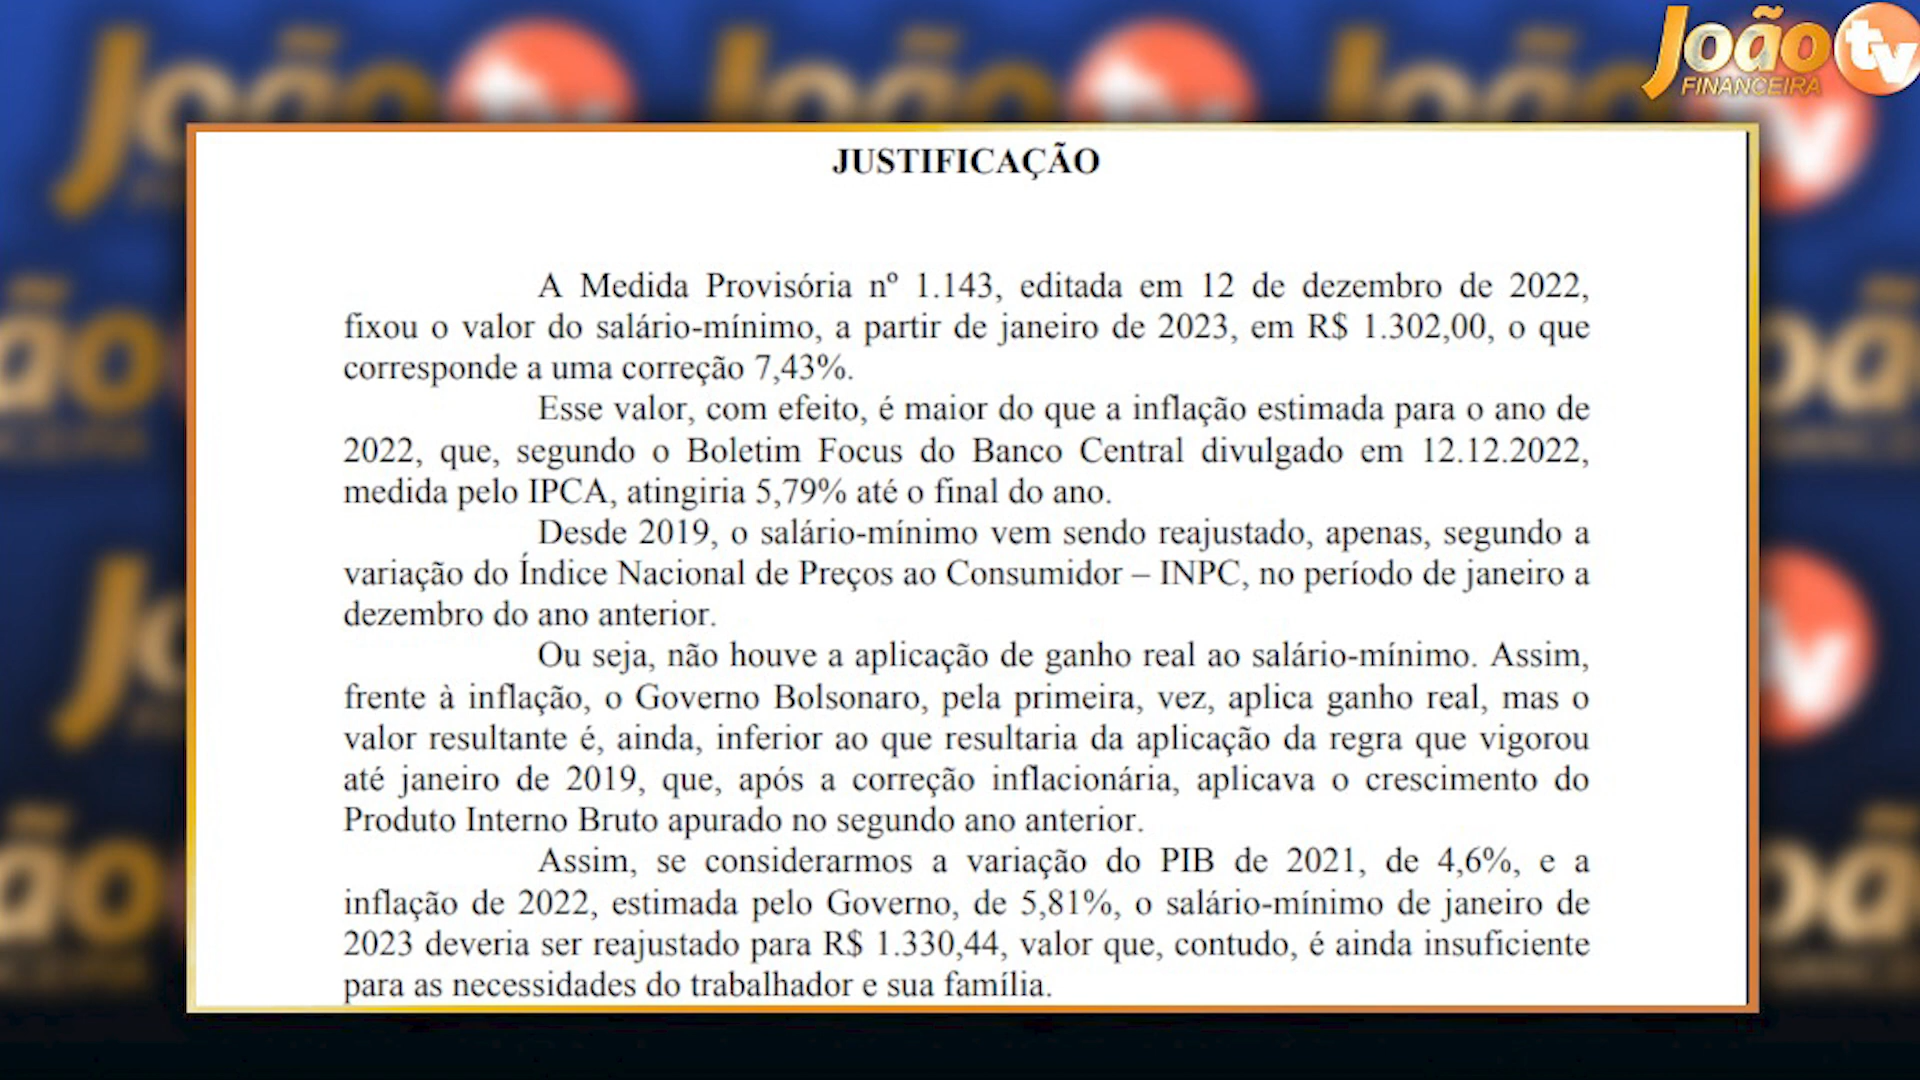 João tv
FINANCEIRA
JUSTIFICAÇÃO
A Medida Provisória nº 1.143, editada em 12 de dezembro de 2022,
fixou o valor do salário-mínimo, a partir de janeiro de 2023, em R$ 1.302,00, o que
corresponde a uma correção 7,43%.
Esse valor, com efeito, é maior do que a inflação estimada para o ano de
2022, que, segundo o Boletim Focus do Banco Central divulgado em 12.12.2022,
medida pelo IPCA, atingiria 5,79% até o final do ano.
Desde 2019, o salário-mínimo vem sendo reajustado, apenas, segundo a
variação do Índice Nacional de Preços ao Consumidor – INPC, no período de janeiro a
dezembro do ano anterior.
Ou seja, não houve a aplicação de ganho real ao salário-mínimo. Assim,
frente à inflação, o Governo Bolsonaro, pela primeira, vez, aplica ganho real, mas o
valor resultante é, ainda, inferior ao que resultaria da aplicação da regra que vigorou
até janeiro de 2019, que, após a correção inflacionária, aplicava o crescimento do
Produto Interno Bruto apurado no segundo ano anterior.
Assim, se considerarmos a variação do PIB de 2021, de 4,6%, e a
inflação de 2022, estimada pelo Governo, de 5,81%, o salário-mínimo de janeiro de
2023 deveria ser reajustado para R$ 1.330,44, valor que, contudo, é ainda insuficiente
para as necessidades do trabalhador e sua família.